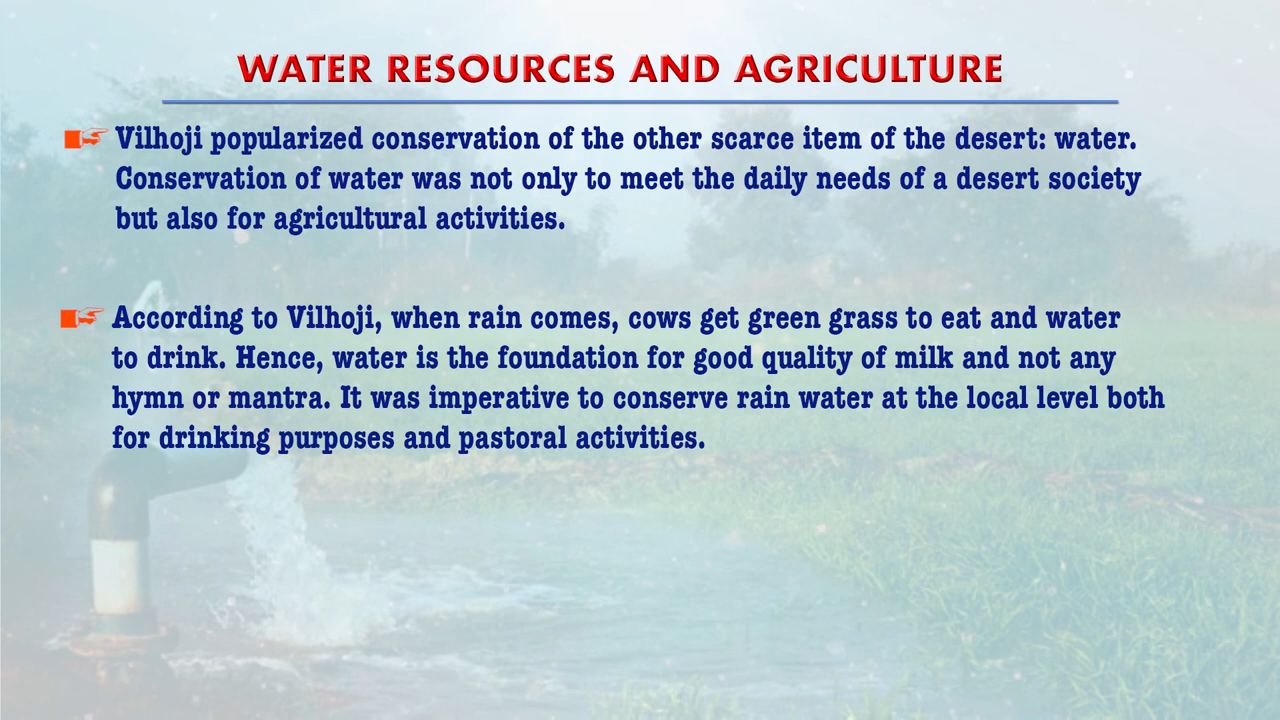 WATER RESOURCES AND AGRICULTURE
Vilhoji popularized conservation of the other scarce item of the desert: water.
Conservation of water was not only to meet the daily needs of a desert society
but also for agricultural activities.
According to Vilhoji, when rain comes, cows get green grass to eat and water
to drink. Hence, water is the foundation for good quality of milk and not any
hymn or mantra. It was imperative to conserve rain water at the local level both
for drinking purposes and pastoral activities.